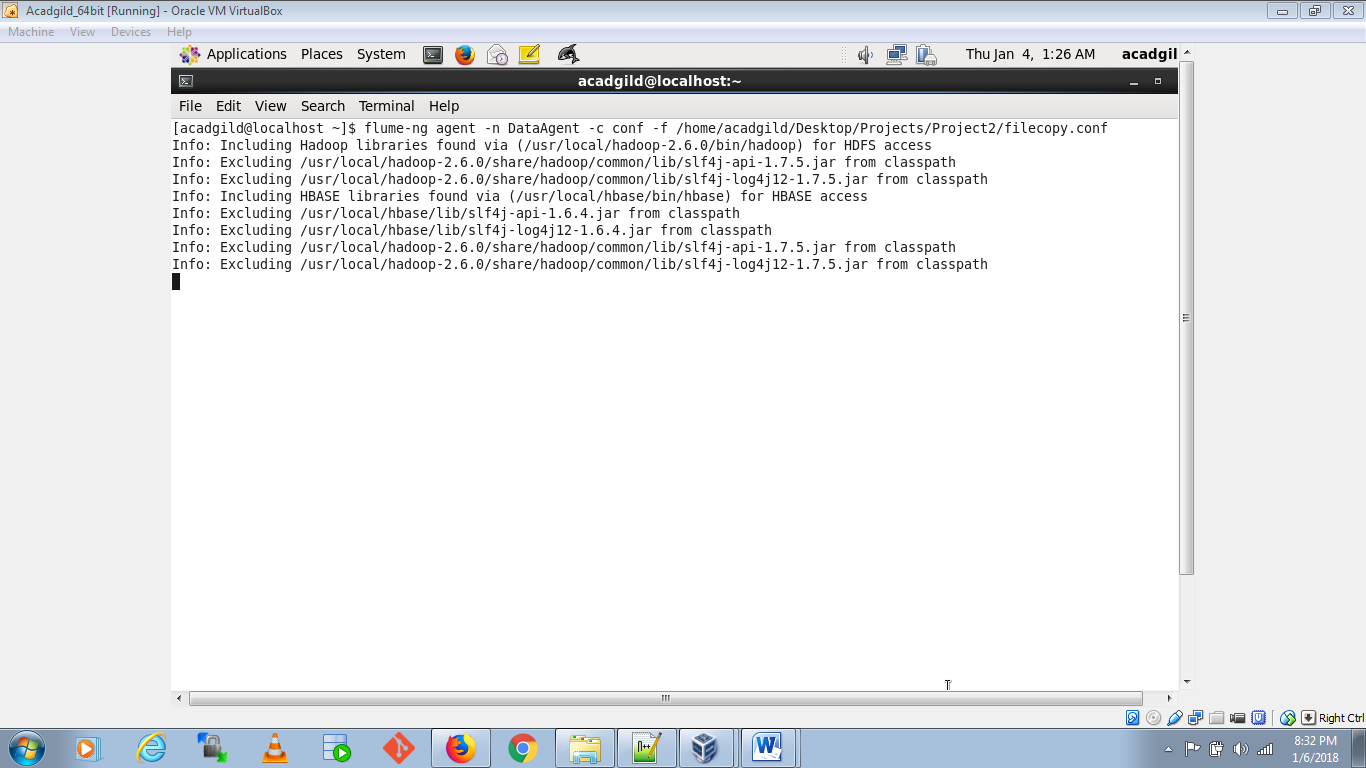 Acadgild_64bit [Running] - Oracle VM VirtualBox
Machine View Devices Help
Applications Places System Thu Jan 4, 1:26 AM acadgil
acadgild@localhost:~
File Edit View Search Terminal Help
[acadgild@localhost ~]$ flume-ng agent -n DataAgent -c conf -f /home/acadgild/Desktop/Projects/Project2/filecopy.conf
Info: Including Hadoop libraries found via (/usr/local/hadoop-2.6.0/bin/hadoop) for HDFS access
Info: Excluding /usr/local/hadoop-2.6.0/share/hadoop/common/lib/slf4j-api-1.7.5.jar from classpath
Info: Excluding /usr/local/hadoop-2.6.0/share/hadoop/common/lib/slf4j-log4j12-1.7.5.jar from classpath
Info: Including HBASE libraries found via (/usr/local/hbase/bin/hbase) for HBASE access
Info: Excluding /usr/local/hbase/lib/slf4j-api-1.6.4.jar from classpath
Info: Excluding /usr/local/hbase/lib/slf4j-log4j12-1.6.4.jar from classpath
Info: Excluding /usr/local/hadoop-2.6.0/share/hadoop/common/lib/slf4j-api-1.7.5.jar from classpath
Info: Excluding /usr/local/hadoop-2.6.0/share/hadoop/common/lib/slf4j-log4j12-1.7.5.jar from classpath
Right Ctrl
8:32 PM
1/6/2018